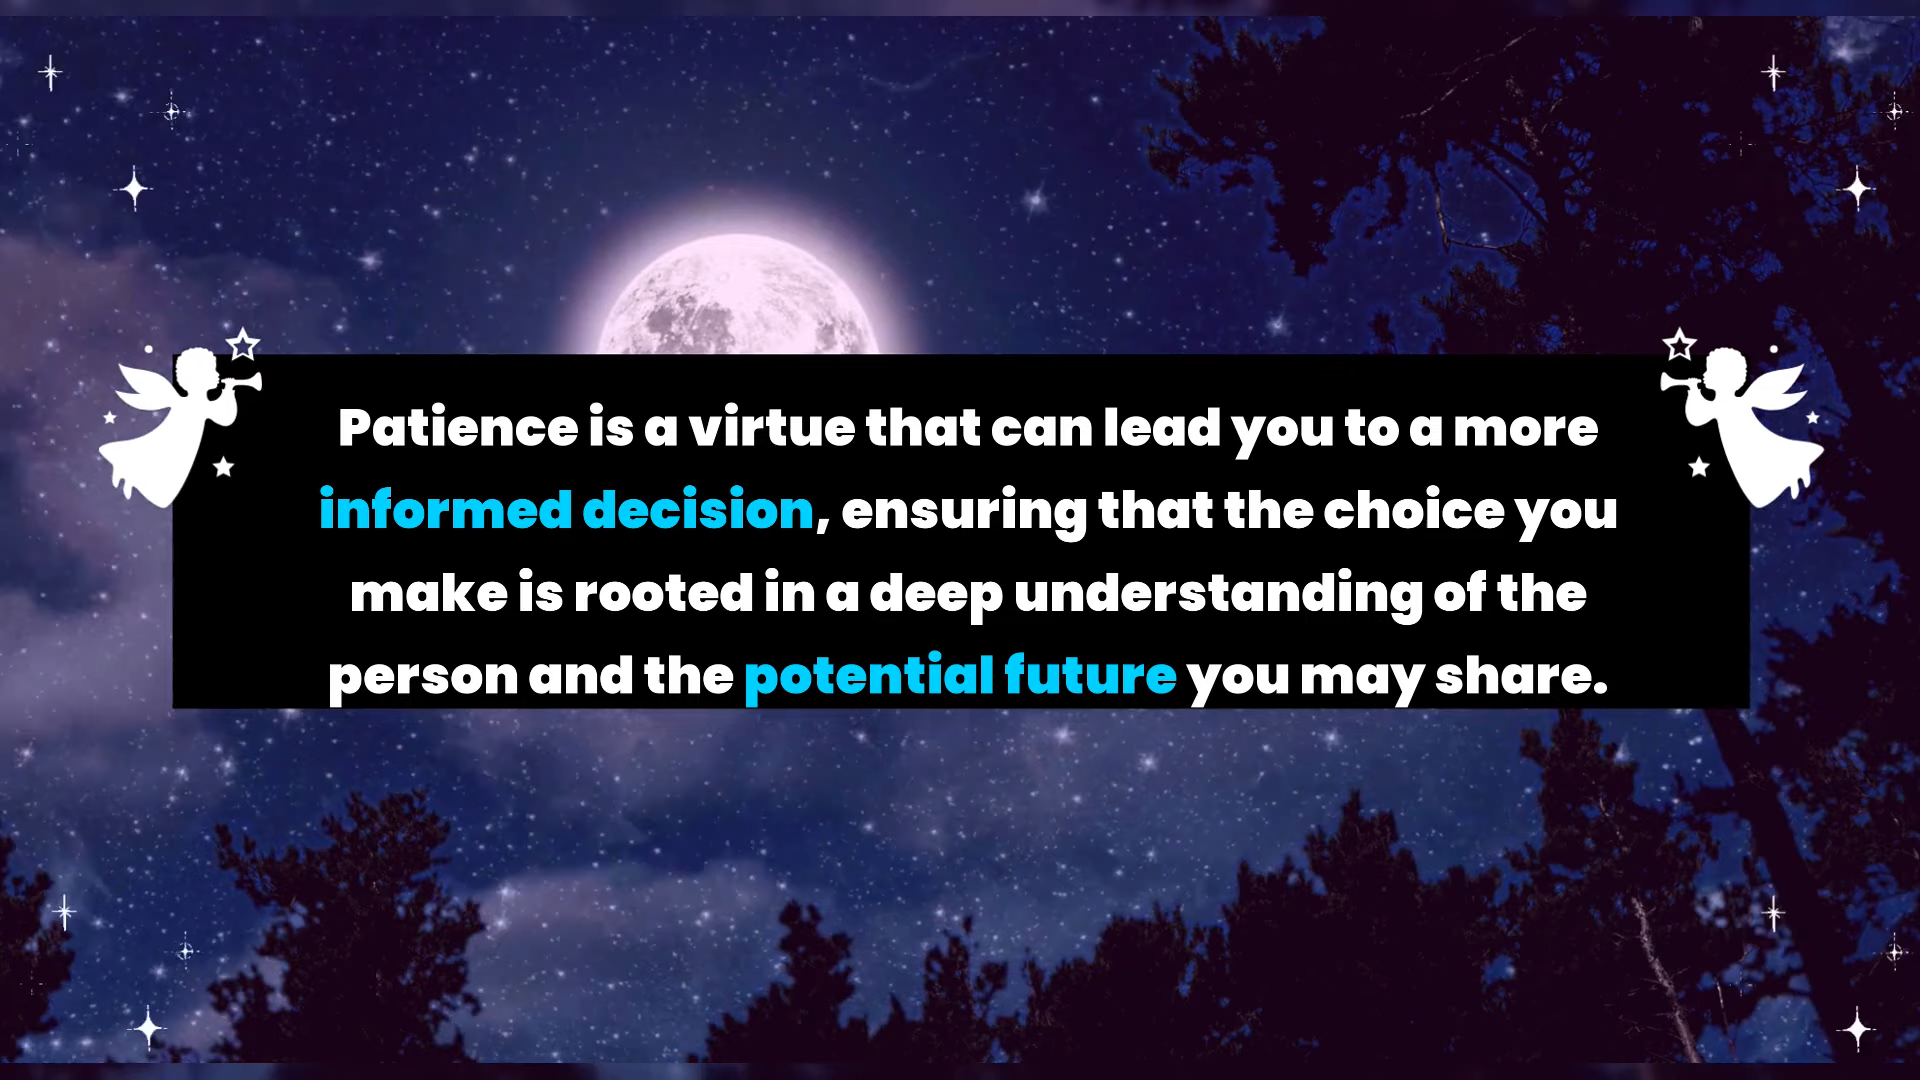 Patience is a virtue that can lead you to a more
informed decision, ensuring that the choice you
make is rooted in a deep understanding of the
person and the potential future you may share.